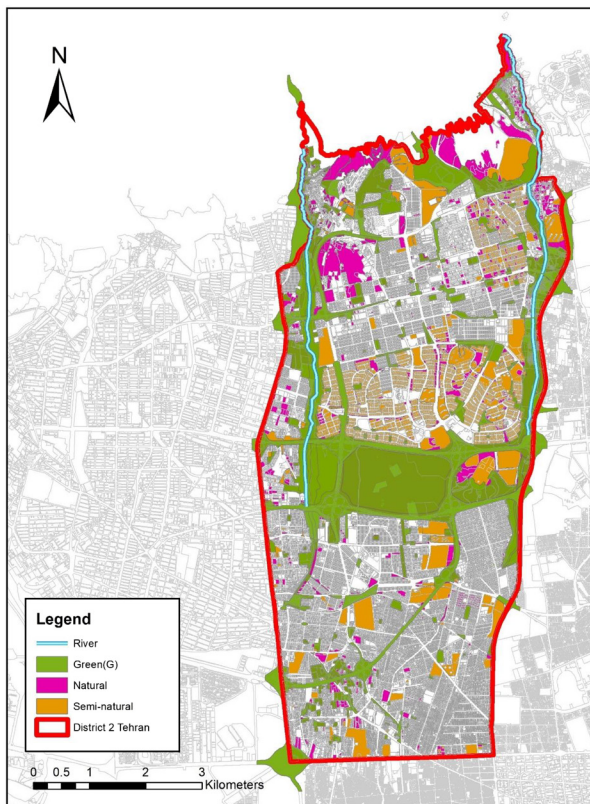 N
Legend
River
Green(G)
Natural
Semi-natural
District 2 Tehran
0 0.5 1 2 3
Kilometers